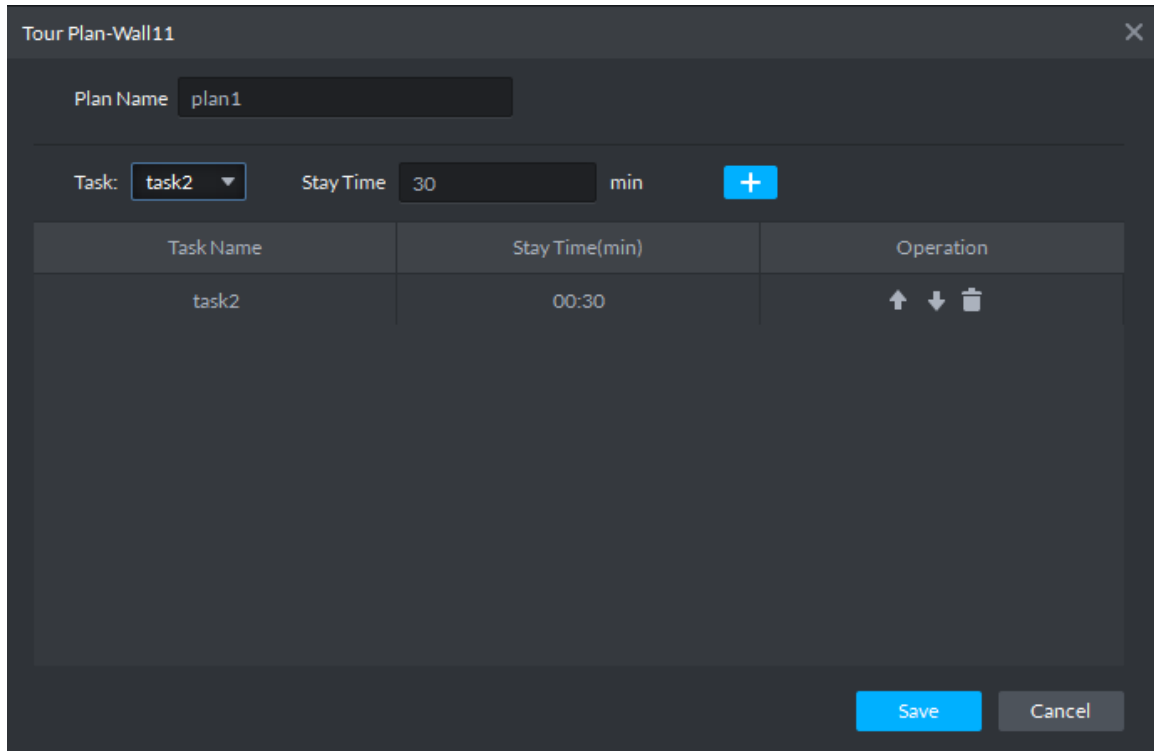 Tour Plan-Wall11
Plan Name plan1
Task: task2 Stay Time 30 min
Task Name Stay Time(min) Operation
task2 00:30
Save Cancel